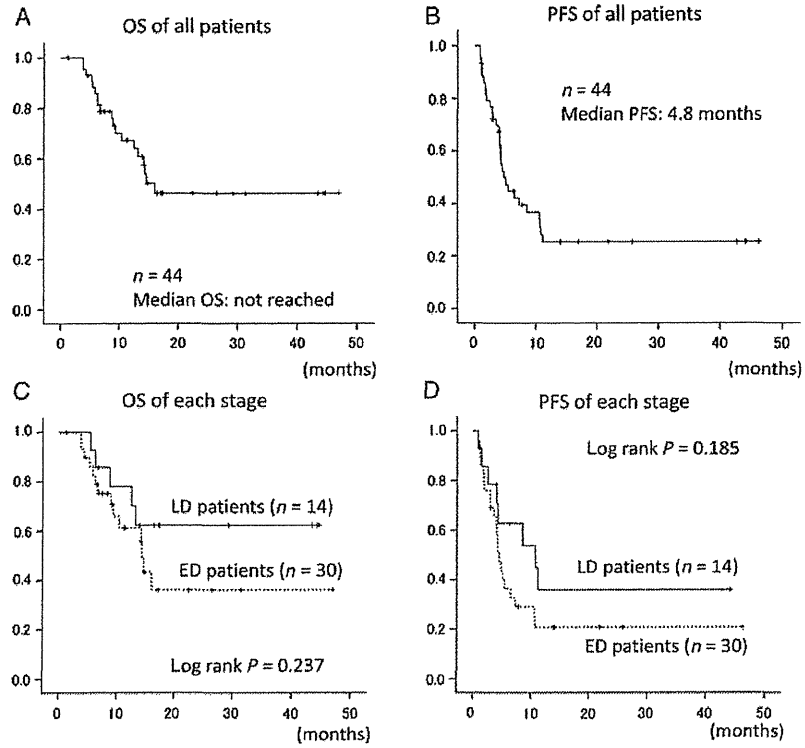 A
OS of all patients
1.0
0.8
0.6
0.4
0.2
0.0
n = 44
Median OS: not reached
0 10 20 30 40 50
(months)
B
PFS of all patients
1.0
0.8
0.6
0.4
0.2
0.0
n = 44
Median PFS: 4.8 months
0 10 20 30 40 50
(months)
C
OS of each stage
1.0
0.8
0.6
0.4
0.2
0.0
LD patients (n = 14)
ED patients (n = 30)
Log rank P = 0.237
0 10 20 30 40 50
(months)
D
PFS of each stage
1.0
0.8
0.6
0.4
0.2
0.0
Log rank P = 0.185
LD patients (n = 14)
ED patients (n = 30)
0 10 20 30 40 50
(months)